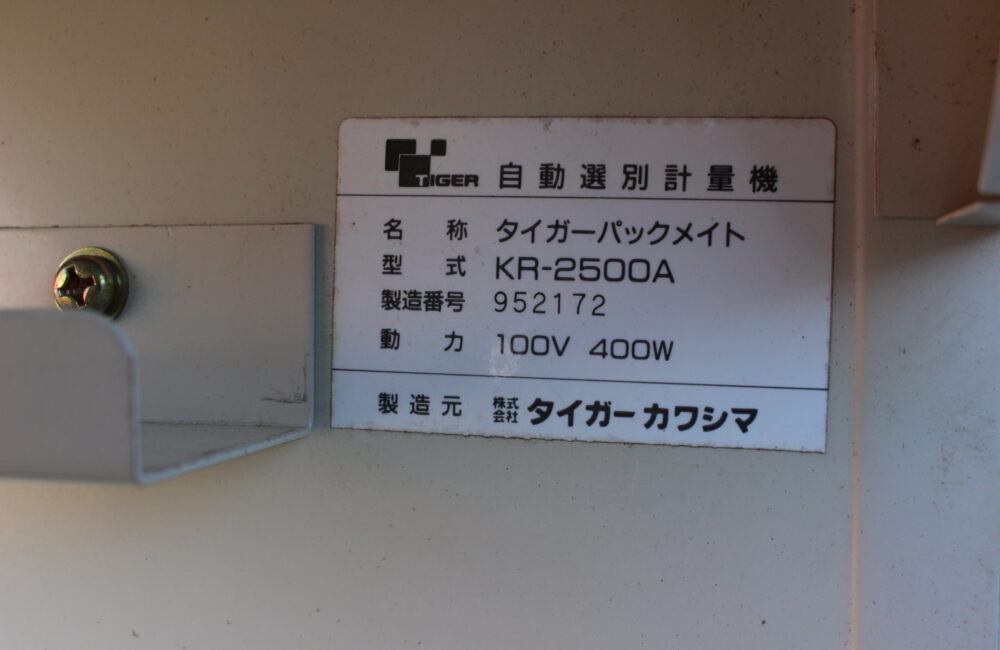 TIGER 自動選別計量機
名称 タイガーパックメイト
型式 KR-2500A
製造番号 952172
動力 100V 400W
製造元 株式会社 タイガーカワシマ